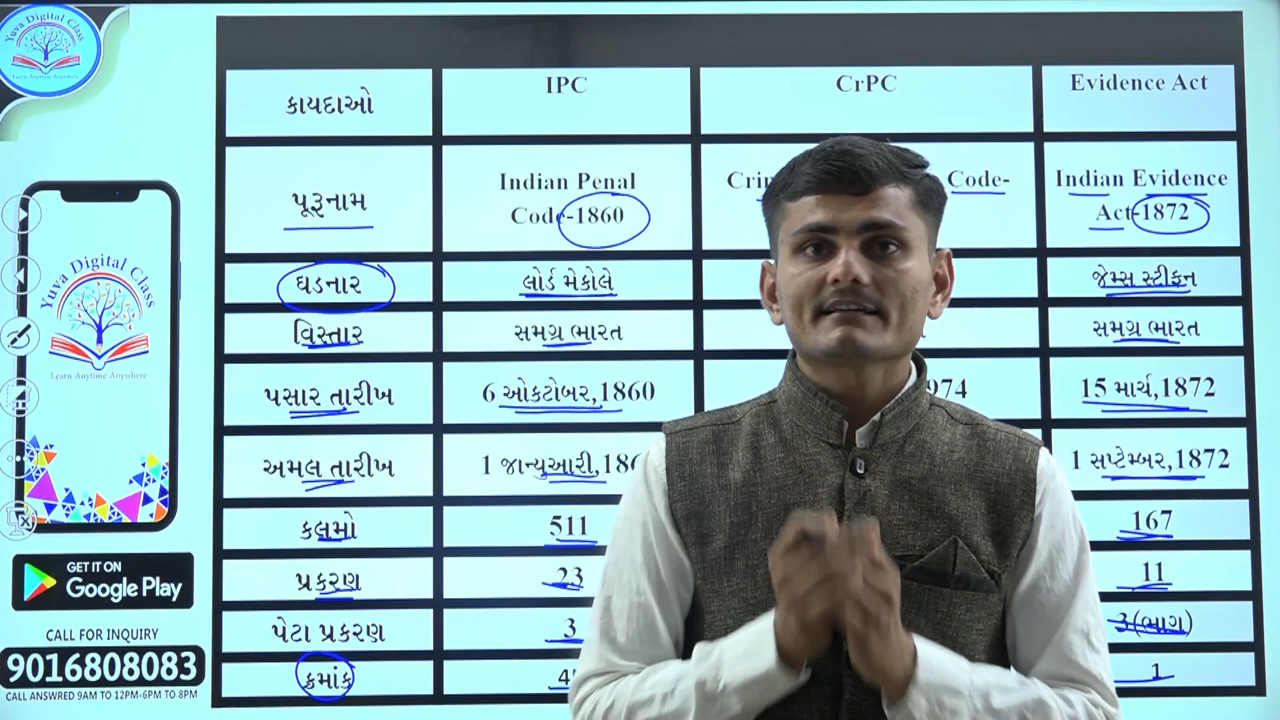 Yuva Digital Class
Learn Anytime Anywhere
કાયદાઓ IPC CrPC Evidence Act
પૂરૂનામ Indian Penal Code-1860 Code- Indian Evidence Act-1872
ઘડનાર લોર્ડ મેકોલે જેમ્સ સ્ટીફન
વિસ્તાર સમગ્ર ભારત સમગ્ર ભારત
પસાર તારીખ 6 ઓક્ટોબર,1860 15 માર્ચ,1872
અમલ તારીખ 1 જાન્યુઆરી, 1 સપ્ટેમ્બર,1872
કલમો 511 167
પ્રકરણ 23 11
પેટા પ્રકરણ 3 3(ભાગ)
ક્રમાંક 1
Yuva Digital Class
Learn Anytime Anywhere
GET IT ON
Google Play
CALL FOR INQUIRY
9016808083
CALL ANSWRED 9AM TO 12PM-6PM TO 8PM